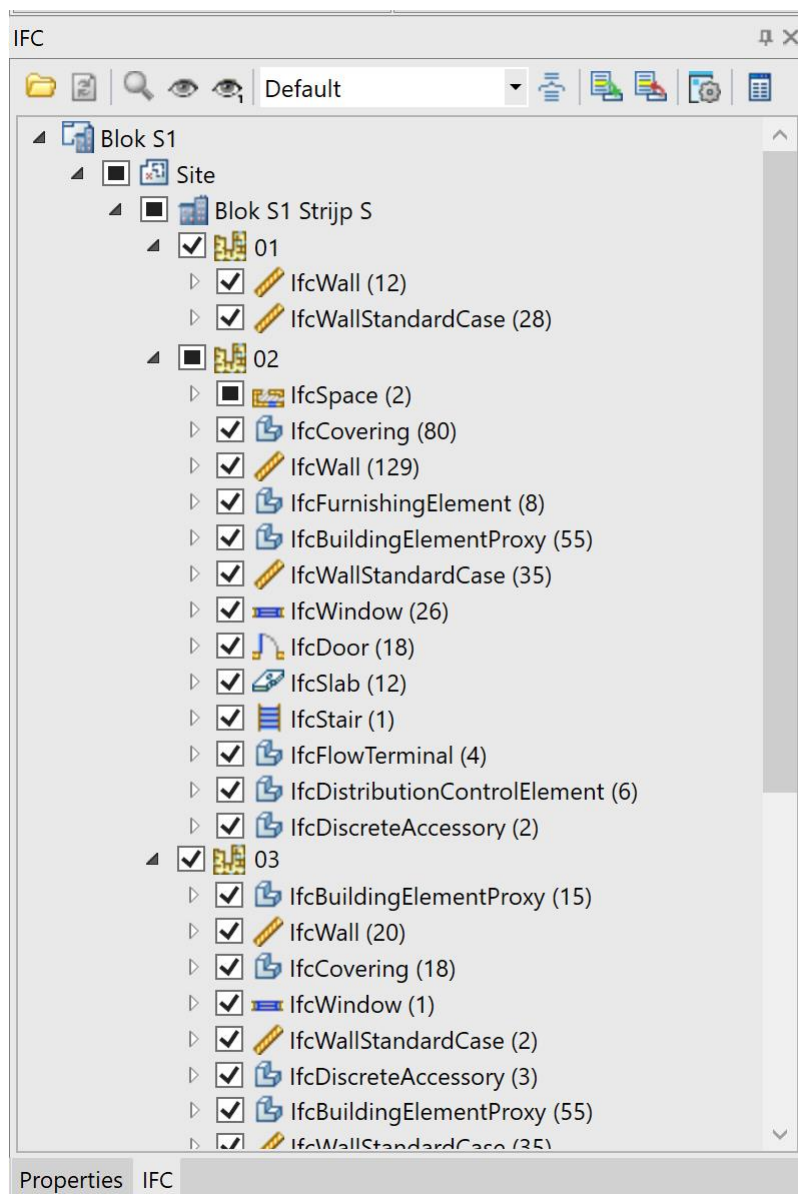 IFC
Default
Blok S1
Site
Blok S1 Strijp S
01
IfcWall (12)
IfcWallStandardCase (28)
02
IfcSpace (2)
IfcCovering (80)
IfcWall (129)
IfcFurnishingElement (8)
IfcBuildingElementProxy (55)
IfcWallStandardCase (35)
IfcWindow (26)
IfcDoor (18)
IfcSlab (12)
IfcStair (1)
IfcFlowTerminal (4)
IfcDistributionControlElement (6)
IfcDiscreteAccessory (2)
03
IfcBuildingElementProxy (15)
IfcWall (20)
IfcCovering (18)
IfcWindow (1)
IfcWallStandardCase (2)
IfcDiscreteAccessory (3)
IfcBuildingElementProxy (55)
IfcWallStandardCase (35)
Properties IFC